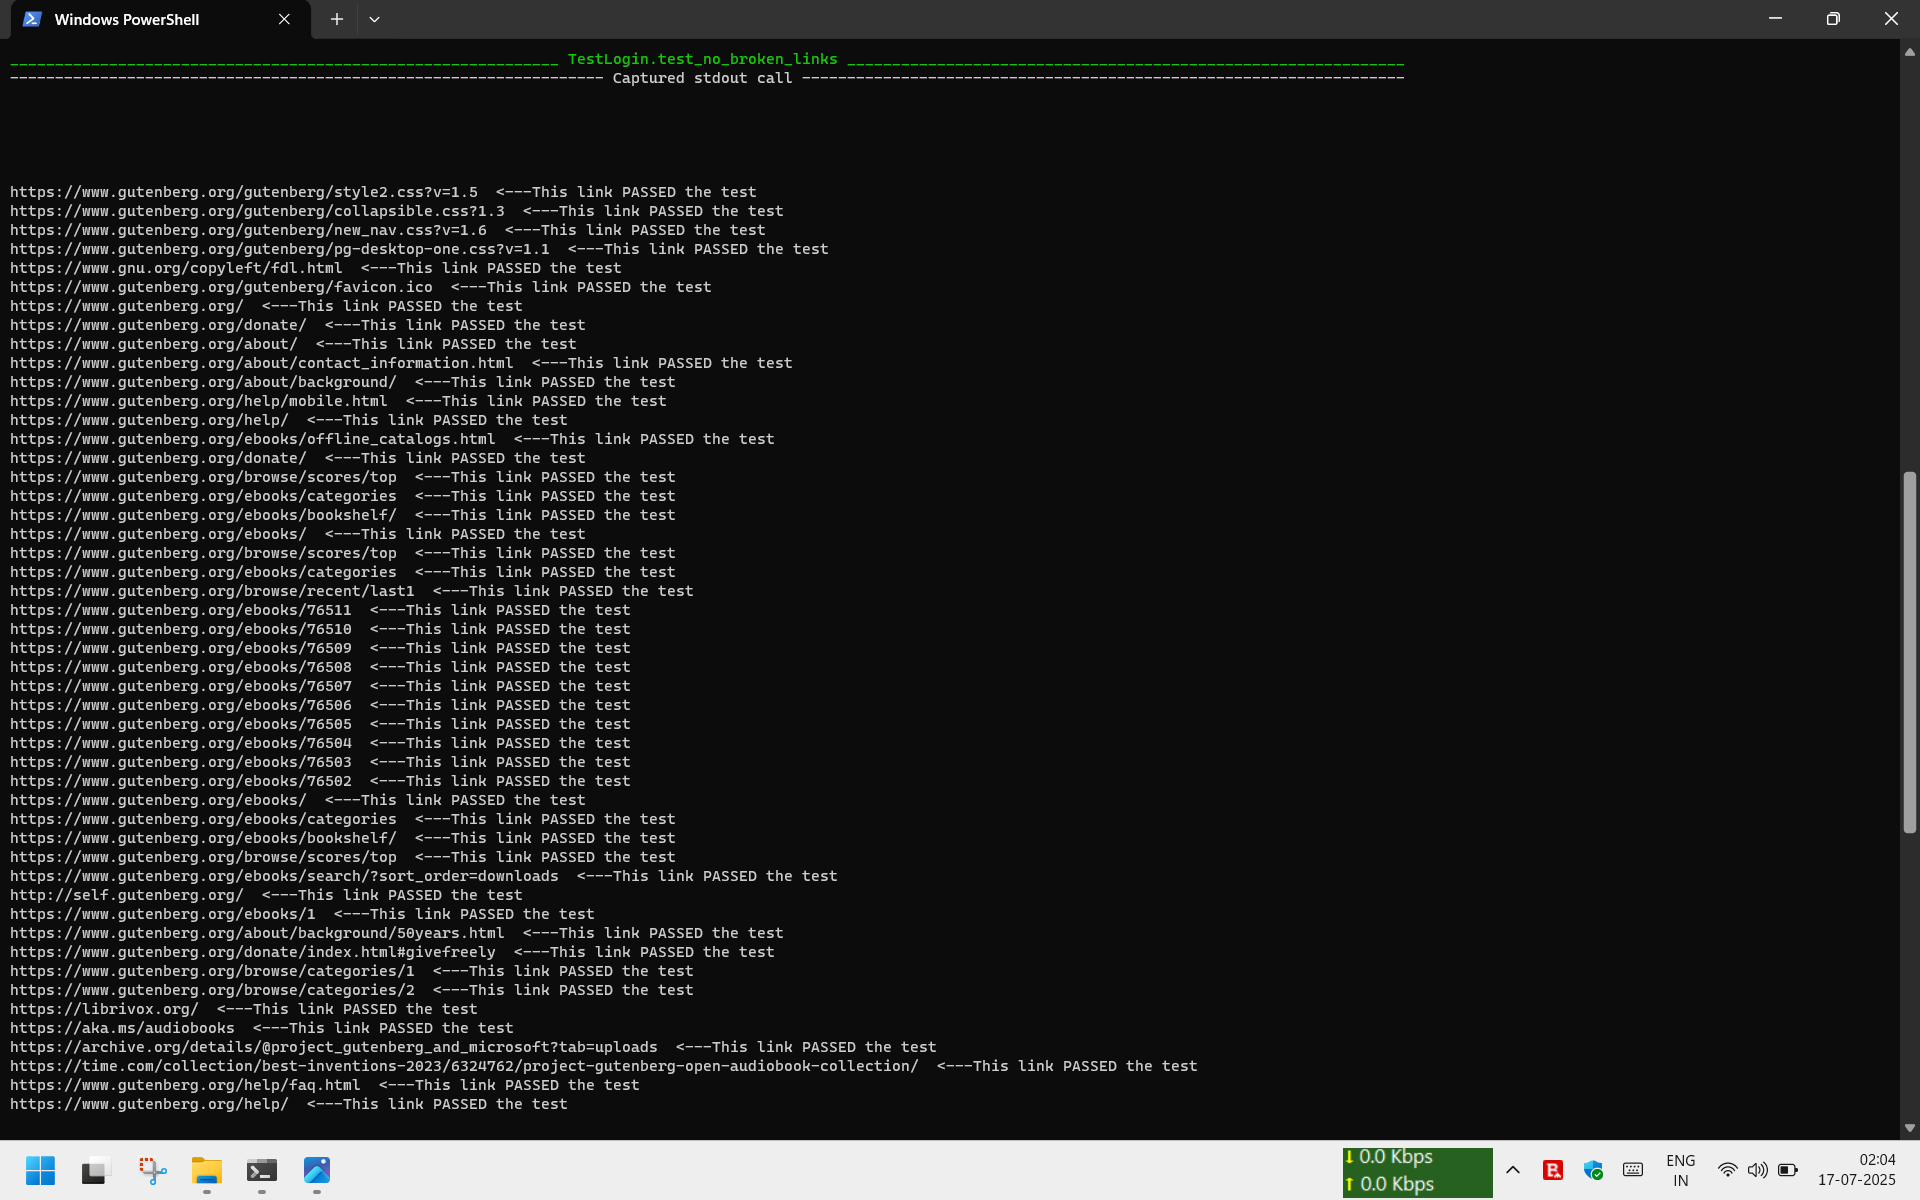 Windows PowerShell
_____________________________________________________________ TestLogin.test_no_broken_links ______________________________________________________________
------------------------------------------------------------------ Captured stdout call -------------------------------------------------------------------
https://www.gutenberg.org/gutenberg/style2.css?v=1.5  <---This link PASSED the test
https://www.gutenberg.org/gutenberg/collapsible.css?1.3  <---This link PASSED the test
https://www.gutenberg.org/gutenberg/new_nav.css?v=1.6  <---This link PASSED the test
https://www.gutenberg.org/gutenberg/pg-desktop-one.css?v=1.1  <---This link PASSED the test
https://www.gnu.org/copyleft/fdl.html  <---This link PASSED the test
https://www.gutenberg.org/gutenberg/favicon.ico  <---This link PASSED the test
https://www.gutenberg.org/  <---This link PASSED the test
https://www.gutenberg.org/donate/  <---This link PASSED the test
https://www.gutenberg.org/about/  <---This link PASSED the test
https://www.gutenberg.org/about/contact_information.html  <---This link PASSED the test
https://www.gutenberg.org/about/background/  <---This link PASSED the test
https://www.gutenberg.org/help/mobile.html  <---This link PASSED the test
https://www.gutenberg.org/help/  <---This link PASSED the test
https://www.gutenberg.org/ebooks/offline_catalogs.html  <---This link PASSED the test
https://www.gutenberg.org/donate/  <---This link PASSED the test
https://www.gutenberg.org/browse/scores/top  <---This link PASSED the test
https://www.gutenberg.org/ebooks/categories  <---This link PASSED the test
https://www.gutenberg.org/ebooks/bookshelf/  <---This link PASSED the test
https://www.gutenberg.org/ebooks/  <---This link PASSED the test
https://www.gutenberg.org/browse/scores/top  <---This link PASSED the test
https://www.gutenberg.org/ebooks/categories  <---This link PASSED the test
https://www.gutenberg.org/browse/recent/last1  <---This link PASSED the test
https://www.gutenberg.org/ebooks/76511  <---This link PASSED the test
https://www.gutenberg.org/ebooks/76510  <---This link PASSED the test
https://www.gutenberg.org/ebooks/76509  <---This link PASSED the test
https://www.gutenberg.org/ebooks/76508  <---This link PASSED the test
https://www.gutenberg.org/ebooks/76507  <---This link PASSED the test
https://www.gutenberg.org/ebooks/76506  <---This link PASSED the test
https://www.gutenberg.org/ebooks/76505  <---This link PASSED the test
https://www.gutenberg.org/ebooks/76504  <---This link PASSED the test
https://www.gutenberg.org/ebooks/76503  <---This link PASSED the test
https://www.gutenberg.org/ebooks/76502  <---This link PASSED the test
https://www.gutenberg.org/ebooks/  <---This link PASSED the test
https://www.gutenberg.org/ebooks/categories  <---This link PASSED the test
https://www.gutenberg.org/ebooks/bookshelf/  <---This link PASSED the test
https://www.gutenberg.org/browse/scores/top  <---This link PASSED the test
https://www.gutenberg.org/ebooks/search/?sort_order=downloads  <---This link PASSED the test
http://self.gutenberg.org/  <---This link PASSED the test
https://www.gutenberg.org/ebooks/1  <---This link PASSED the test
https://www.gutenberg.org/about/background/50years.html  <---This link PASSED the test
https://www.gutenberg.org/donate/index.html#givefreely  <---This link PASSED the test
https://www.gutenberg.org/browse/categories/1  <---This link PASSED the test
https://www.gutenberg.org/browse/categories/2  <---This link PASSED the test
https://librivox.org/  <---This link PASSED the test
https://aka.ms/audiobooks  <---This link PASSED the test
https://archive.org/details/@project_gutenberg_and_microsoft?tab=uploads  <---This link PASSED the test
https://time.com/collection/best-inventions-2023/6324762/project-gutenberg-open-audiobook-collection/  <---This link PASSED the test
https://www.gutenberg.org/help/faq.html  <---This link PASSED the test
https://www.gutenberg.org/help/  <---This link PASSED the test
↓ 0.0 Kbps
↑ 0.0 Kbps
ENG
IN
02:04
17-07-2025